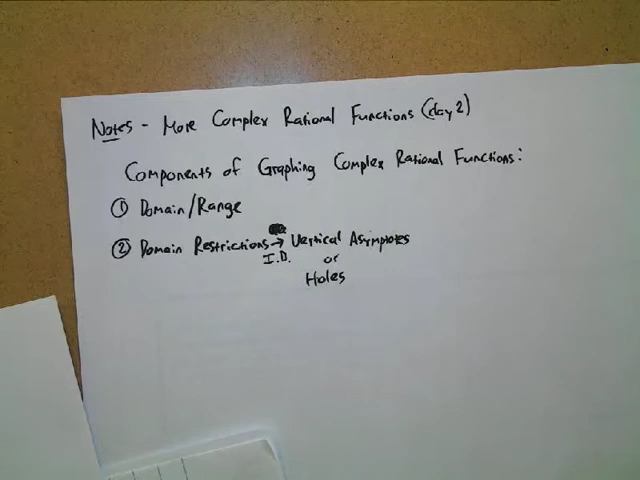 Notes - More Complex Rational Functions (day 2)
Components of Graphing Complex Rational Functions:
① Domain/Range
② Domain Restrictions → Vertical Asymptotes
I.D. or
Holes